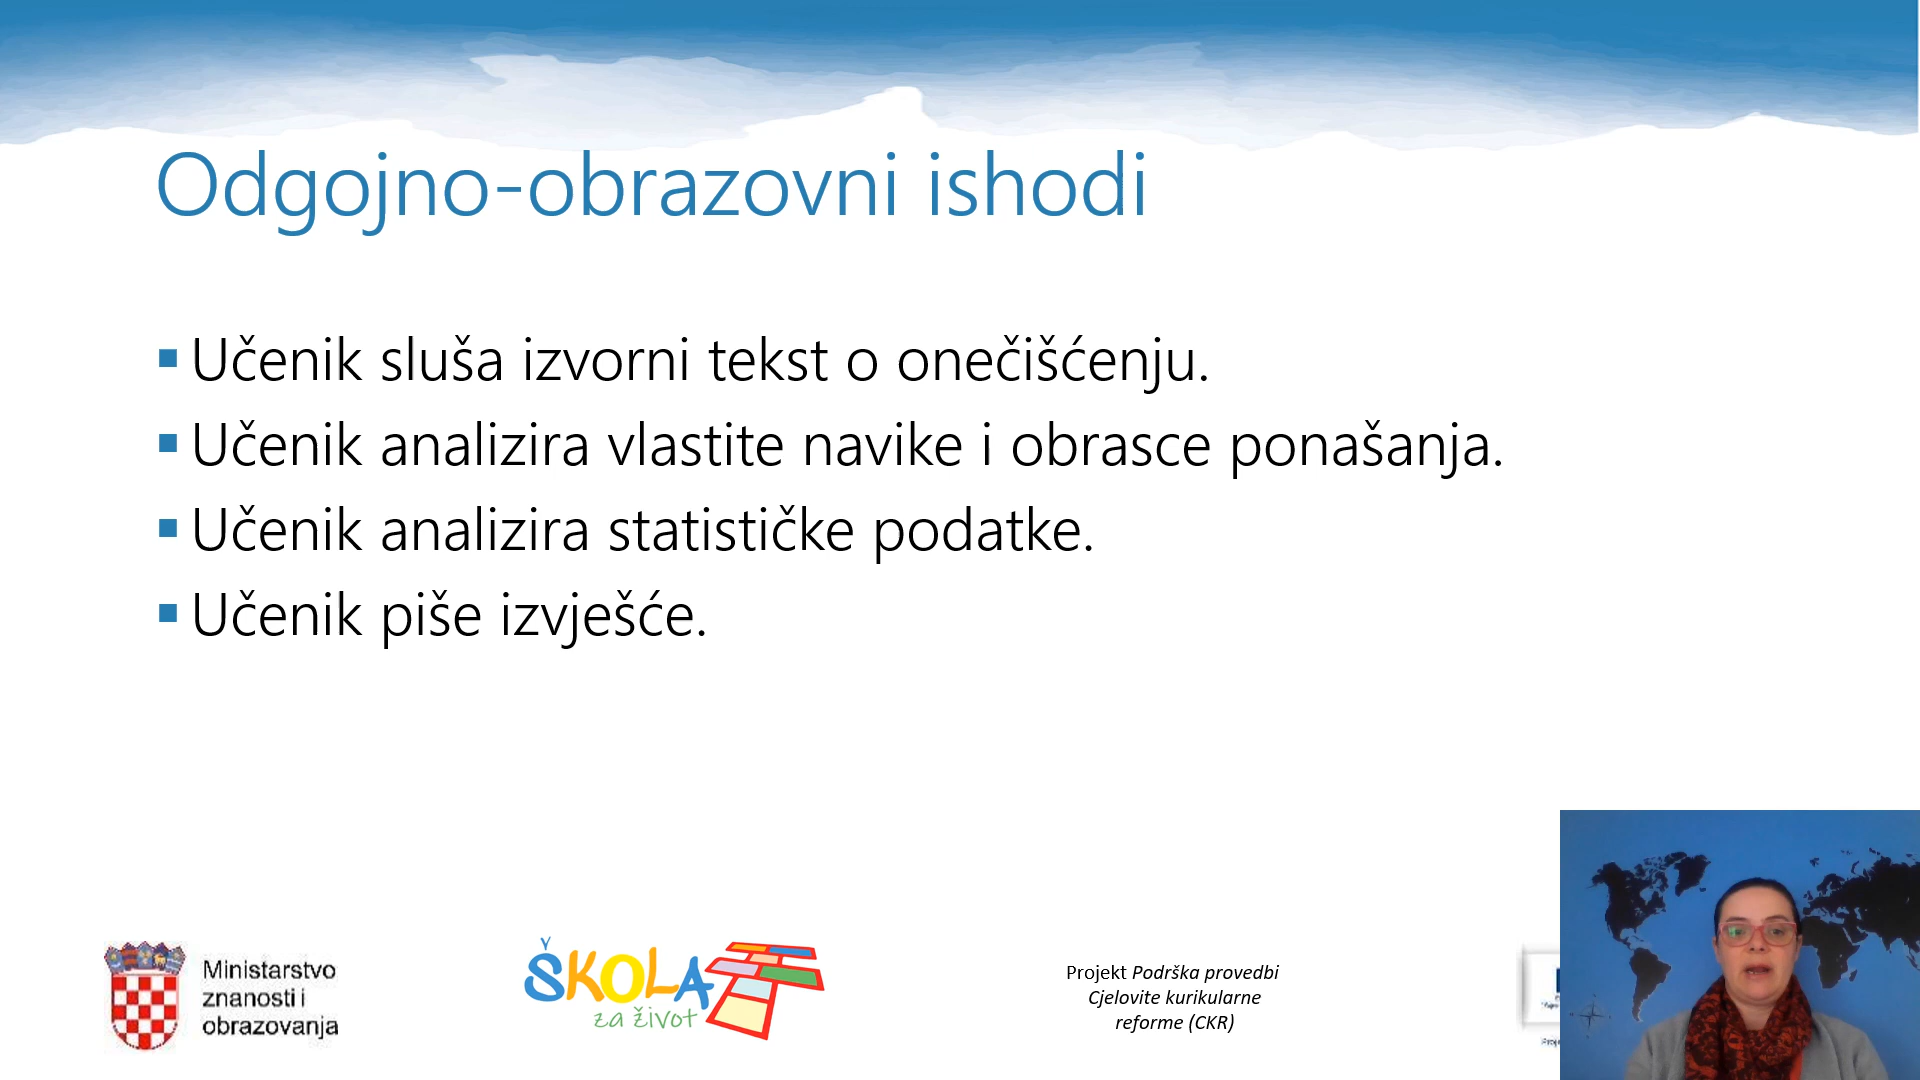 Odgojno-obrazovni ishodi
Učenik sluša izvorni tekst o onečišćenju.
Učenik analizira vlastite navike i obrasce ponašanja.
Učenik analizira statističke podatke.
Učenik piše izvješće.
Ministarstvo
znanosti i
obrazovanja
ŠKOLA
za život
Projekt Podrška provedbi
Cjelovite kurikularne
reforme (CKR)